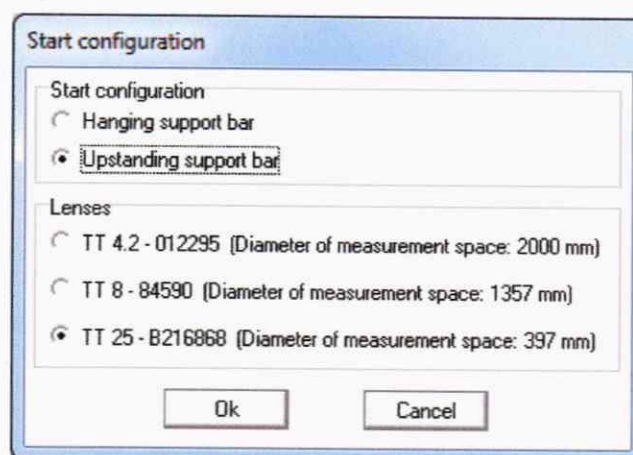 Start configuration
Start configuration
Hanging support bar
Upstanding support bar
Lenses
TT 4.2 - 012295 (Diameter of measurement space: 2000 mm)
TT 8 - 84590 (Diameter of measurement space: 1357 mm)
TT 25 - B216868 (Diameter of measurement space: 397 mm)
Ok Cancel